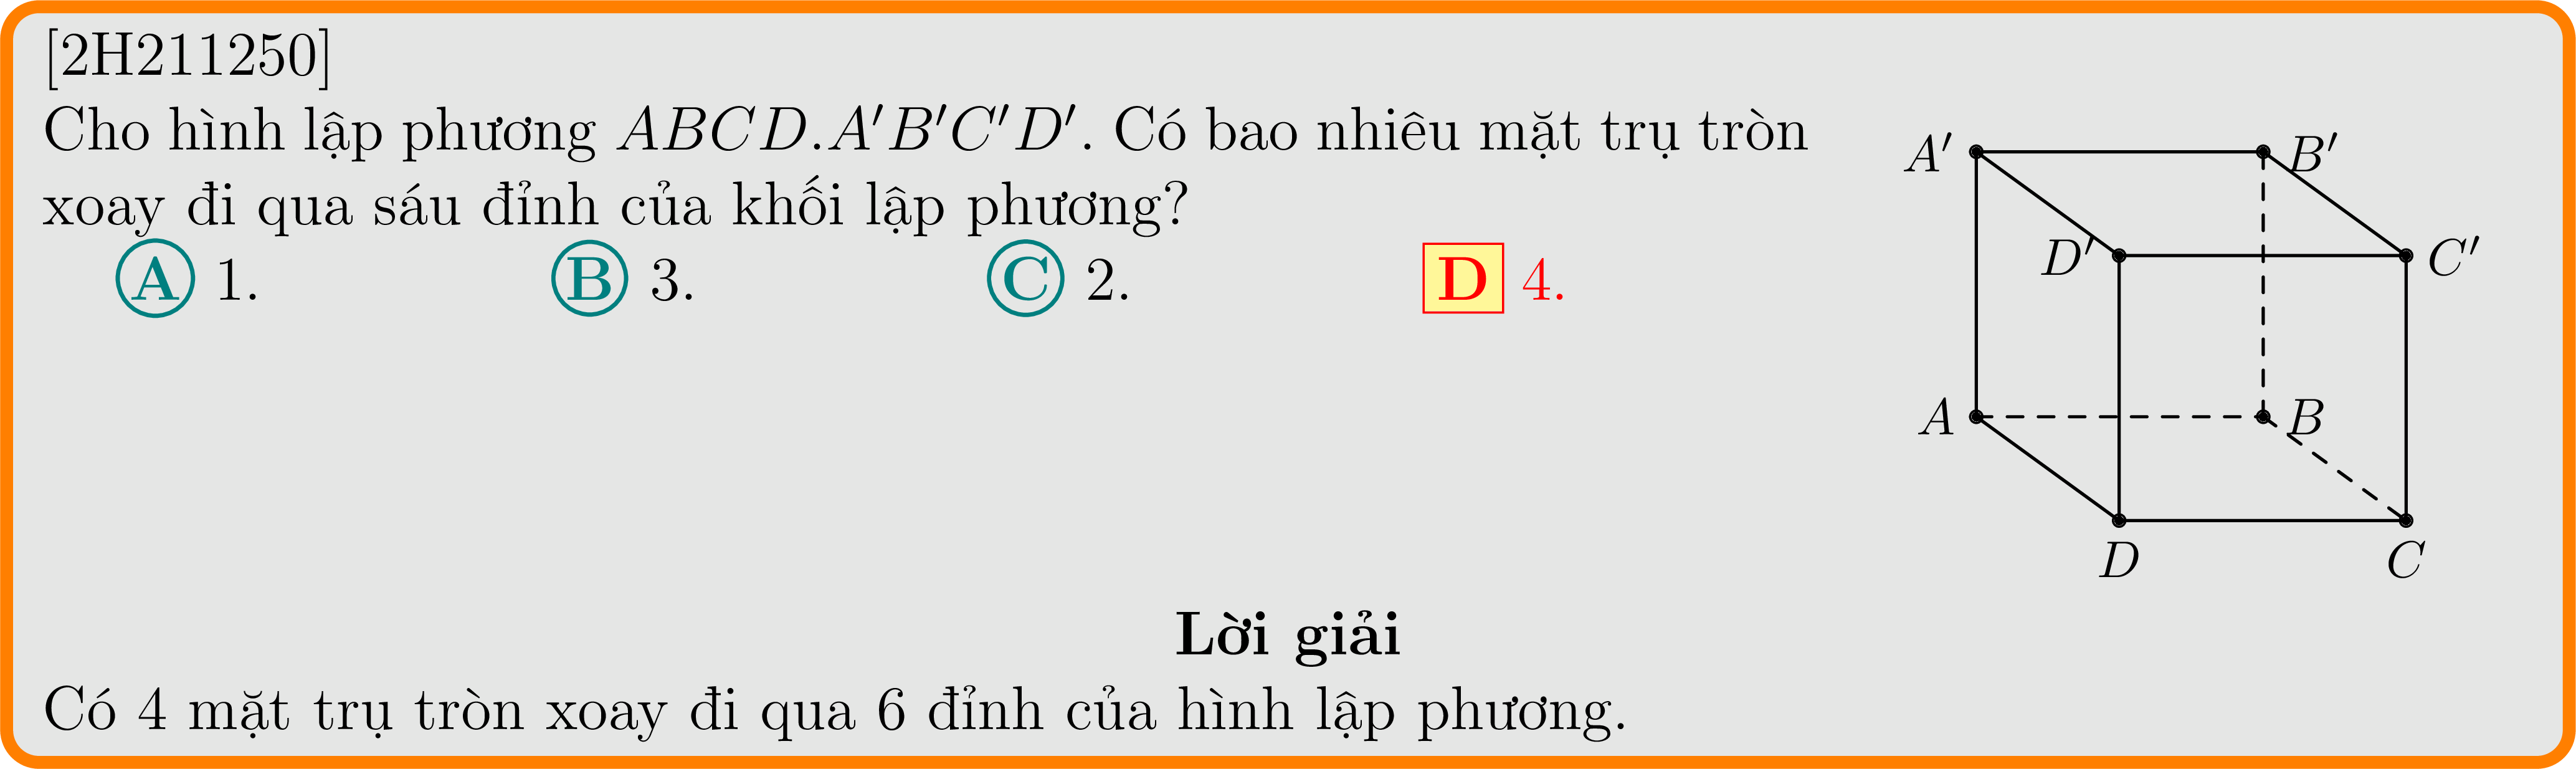 [2H211250]
Cho hình lập phương ABCD.A′B′C′D′. Có bao nhiêu mặt trụ tròn
xoay đi qua sáu đỉnh của khối lập phương?
A 1. B 3. C 2. D 4.
A′ B′
D′ C′
A B
D C
Lời giải
Có 4 mặt trụ tròn xoay đi qua 6 đỉnh của hình lập phương.